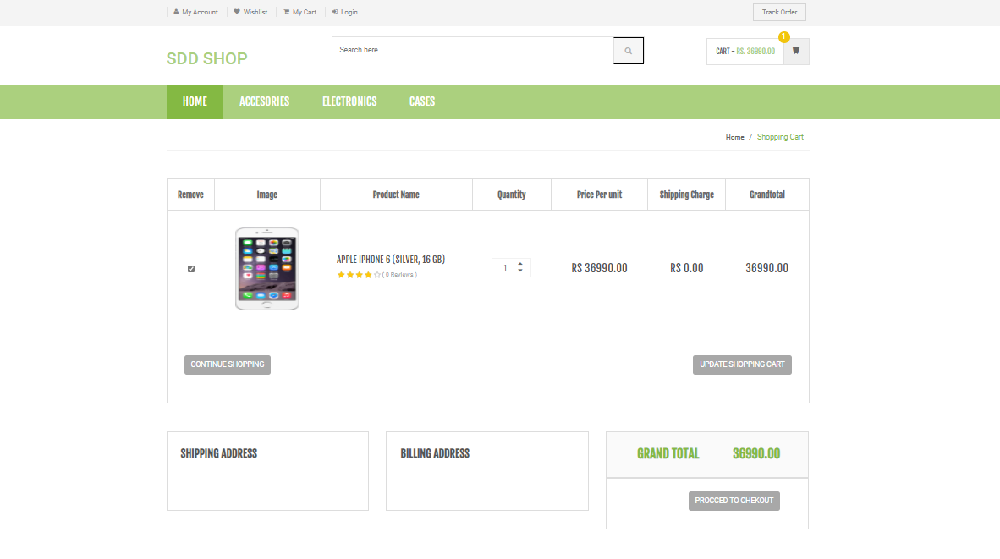 My Account Wishlist My Cart Login Track Order
1
SDD SHOP Search here... CART - RS. 36990.00
HOME ACCESORIES ELECTRONICS CASES
Home / Shopping Cart
Remove Image Product Name Quantity Price Per unit Shipping Charge Grandtotal
APPLE IPHONE 6 (SILVER, 16 GB)
( 0 Reviews )
1 RS 36990.00 RS 0.00 36990.00
CONTINUE SHOPPING UPDATE SHOPPING CART
SHIPPING ADDRESS BILLING ADDRESS GRAND TOTAL 36990.00
PROCCED TO CHEKOUT